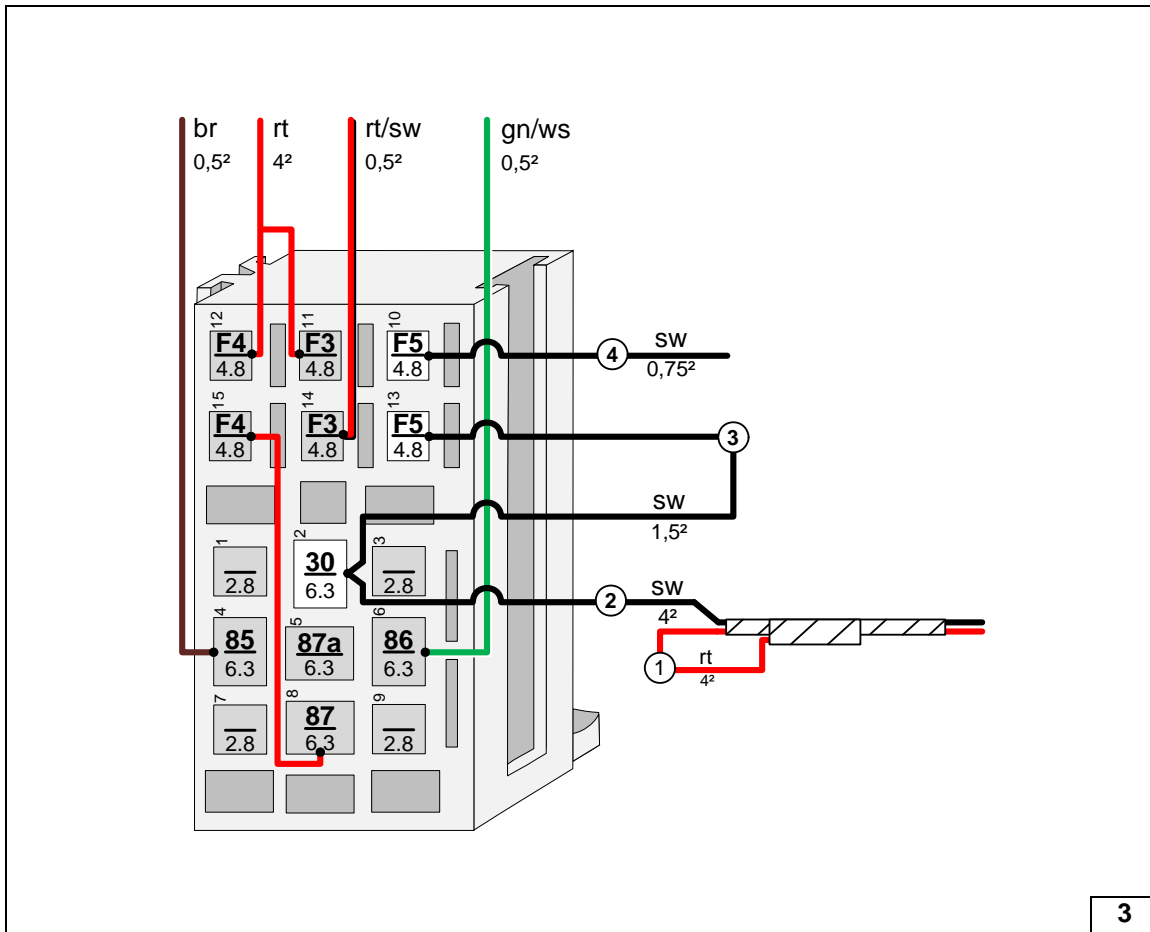 br rt rt/sw gn/ws
0,5² 4² 0,5² 0,5²
12 11 10
F4 F3 F5
4.8 4.8 4.8
4 sw
0,75²
15 14 13
F4 F3 F5
4.8 4.8 4.8
3
sw
1,5²
1 2 3
30
2.8 6.3 2.8
2 sw
4²
4 5 6
85 87a 86
6.3 6.3 6.3
1 rt
4²
7 8 9
87
2.8 6.3 2.8
3